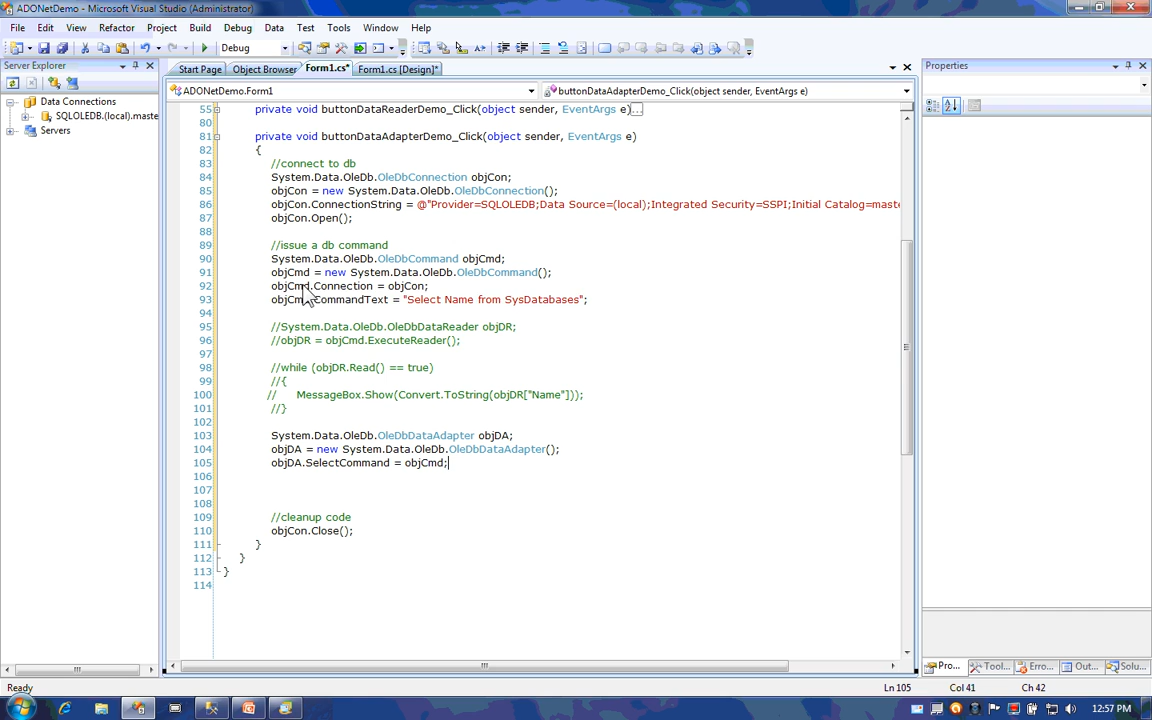 ADONetDemo - Microsoft Visual Studio (Administrator)
File Edit View Refactor Project Build Debug Data Test Tools Window Help
Debug
Server Explorer
Start Page Object Browser Form1.cs* Form1.cs [Design]*
Properties
ADONetDemo.Form1
buttonDataAdapterDemo_Click(object sender, EventArgs e)
Data Connections
SQLOLEDB.(local).maste
Servers
55 private void buttonDataReaderDemo_Click(object sender, EventArgs e)...
80
81 private void buttonDataAdapterDemo_Click(object sender, EventArgs e)
82 {
83 //connect to db
84 System.Data.OleDb.OleDbConnection objCon;
85 objCon = new System.Data.OleDb.OleDbConnection();
86 objCon.ConnectionString = @"Provider=SQLOLEDB;Data Source=(local);Integrated Security=SSPI;Initial Catalog=maste
87 objCon.Open();
88
89 //issue a db command
90 System.Data.OleDb.OleDbCommand objCmd;
91 objCmd = new System.Data.OleDb.OleDbCommand();
92 objCmd.Connection = objCon;
93 objCmd.CommandText = "Select Name from SysDatabases";
94
95 //System.Data.OleDb.OleDbDataReader objDR;
96 //objDR = objCmd.ExecuteReader();
97
98 //while (objDR.Read() == true)
99 //{
100 // MessageBox.Show(Convert.ToString(objDR["Name"]));
101 //}
102
103 System.Data.OleDb.OleDbDataAdapter objDA;
104 objDA = new System.Data.OleDb.OleDbDataAdapter();
105 objDA.SelectCommand = objCmd;
106
107
108
109 //cleanup code
110 objCon.Close();
111 }
112 }
113 }
114
Pro... Tool... Erro... Out... Solu...
Ready
Ln 105 Col 41 Ch 42
12:57 PM